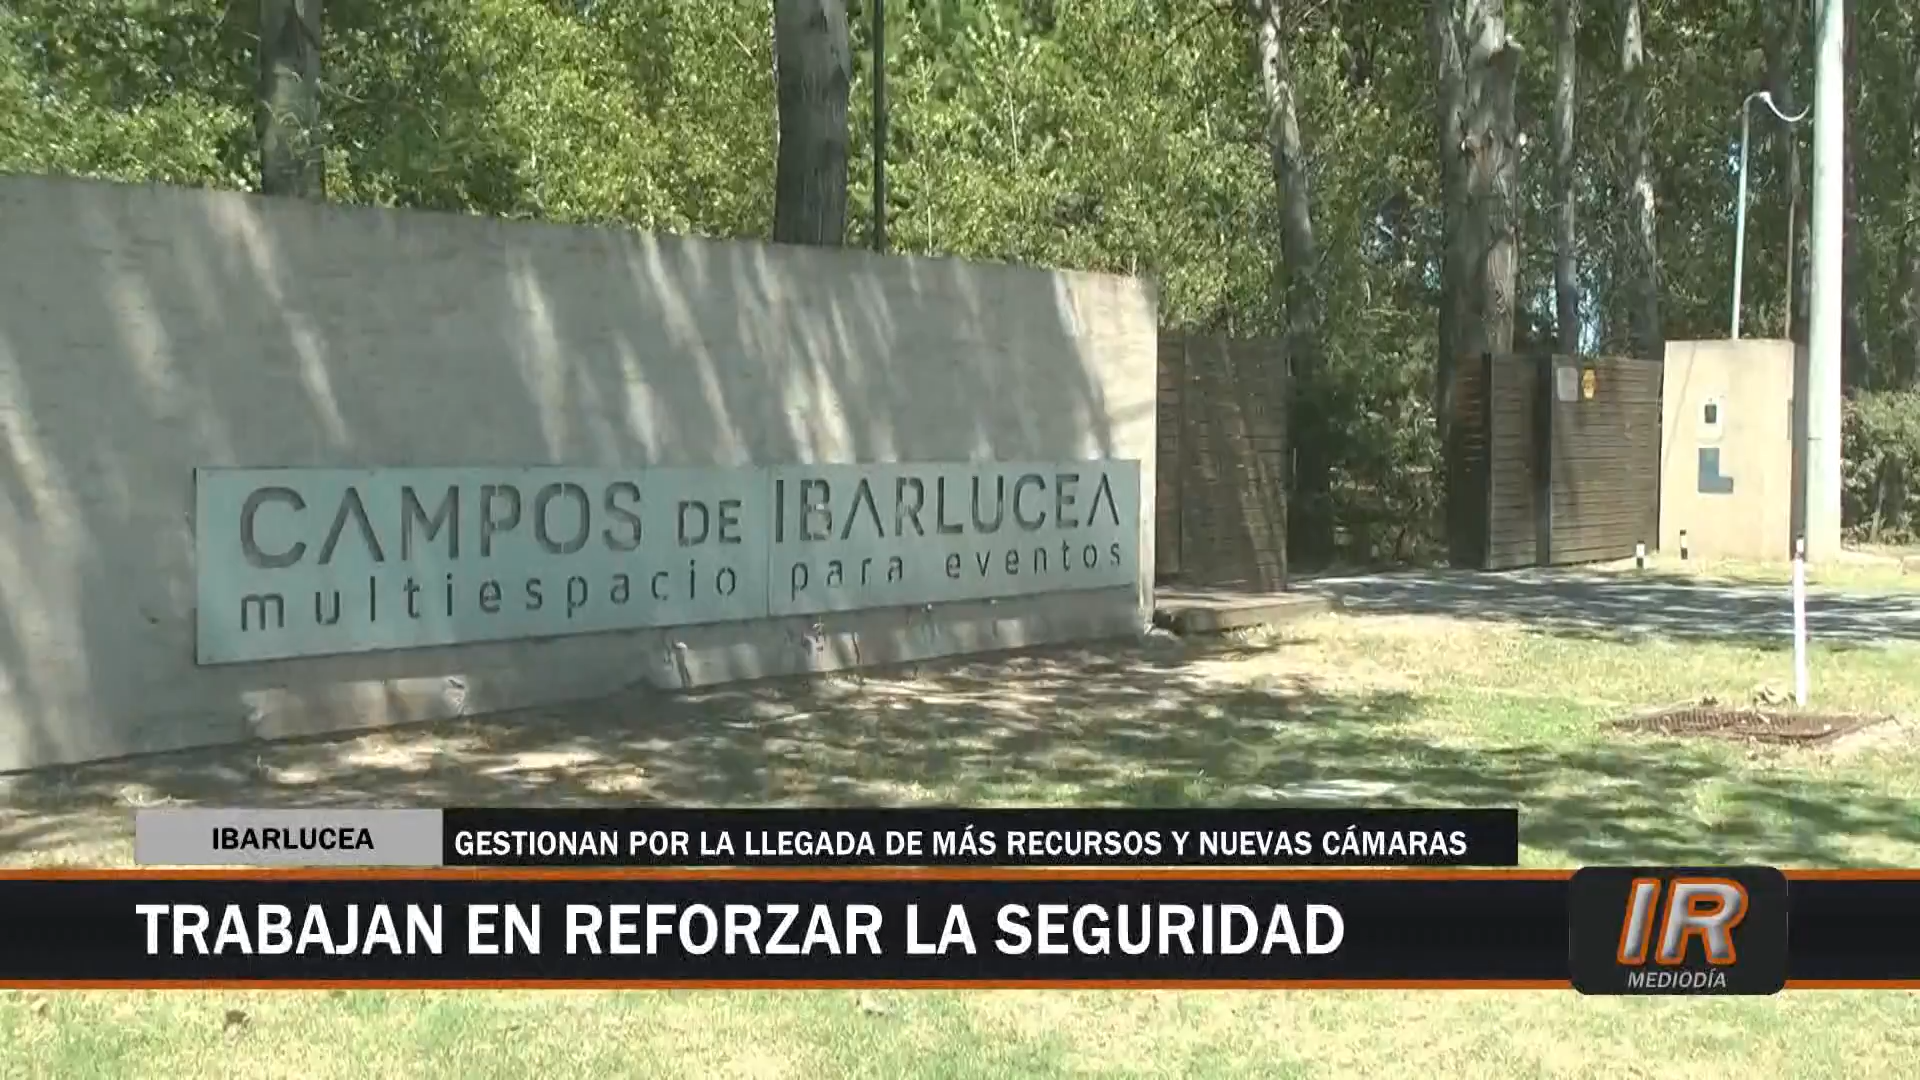 CAMPOS DE IBARLUCEA
multiespacio para eventos
IBARLUCEA
GESTIONAN POR LA LLEGADA DE MÁS RECURSOS Y NUEVAS CÁMARAS
TRABAJAN EN REFORZAR LA SEGURIDAD
IR
MEDIODÍA